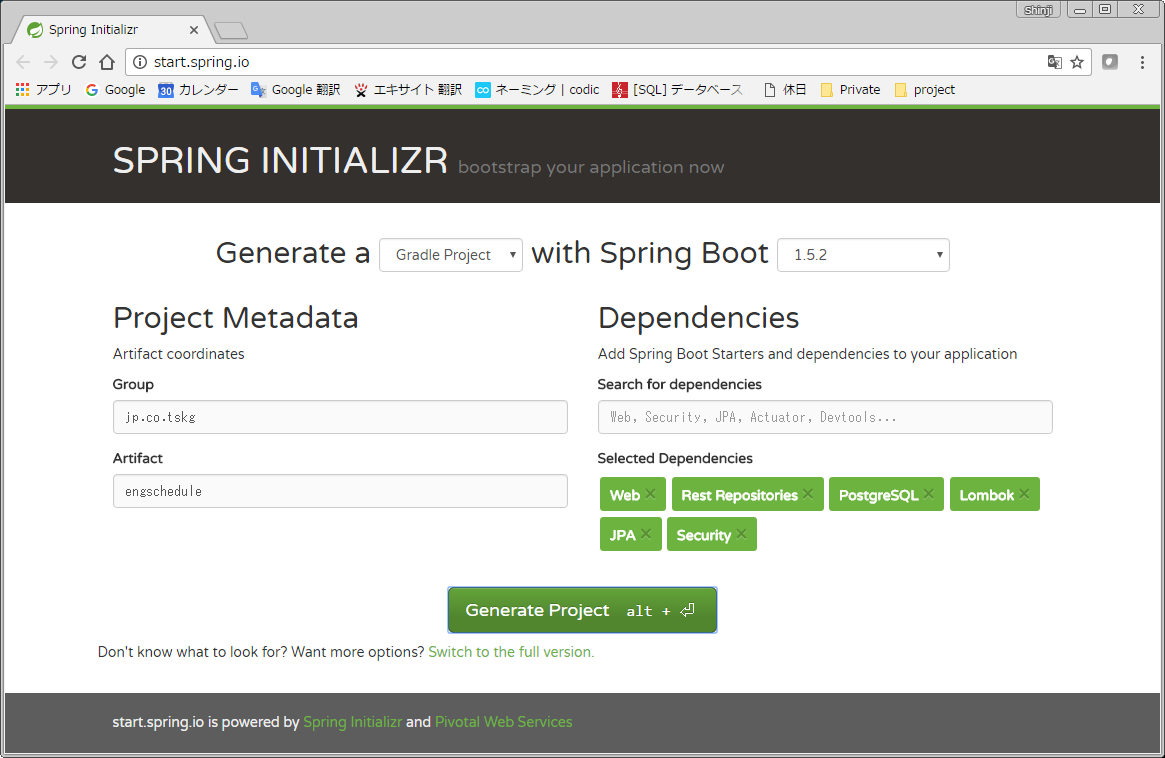 Shinji
Spring Initializr
start.spring.io
アプリ Google 30 カレンダー Google 翻訳 エキサイト 翻訳 co ネーミング | codic [SQL] データベース 休日 Private project
SPRING INITIALIZR bootstrap your application now
Generate a Gradle Project with Spring Boot 1.5.2
Project Metadata
Artifact coordinates
Group
jp.co.tskg
Artifact
engschedule
Dependencies
Add Spring Boot Starters and dependencies to your application
Search for dependencies
Web, Security, JPA, Actuator, Devtools...
Selected Dependencies
Web Rest Repositories PostgreSQL Lombok
JPA Security
Generate Project alt + ⏎
Don't know what to look for? Want more options? Switch to the full version.
start.spring.io is powered by Spring Initializr and Pivotal Web Services